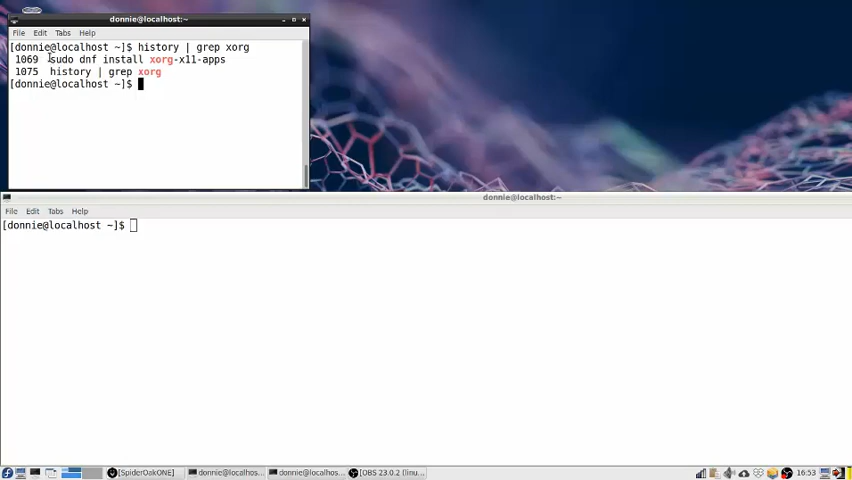 donnie@localhost:~
File Edit Tabs Help
[donnie@localhost ~]$ history | grep xorg
1069 sudo dnf install xorg-x11-apps
1075 history | grep xorg
[donnie@localhost ~]$
donnie@localhost:~
File Edit Tabs Help
[donnie@localhost ~]$
[SpiderOakONE] donnie@localhos... donnie@localhos... [OBS 23.0.2 (linu... 16:53